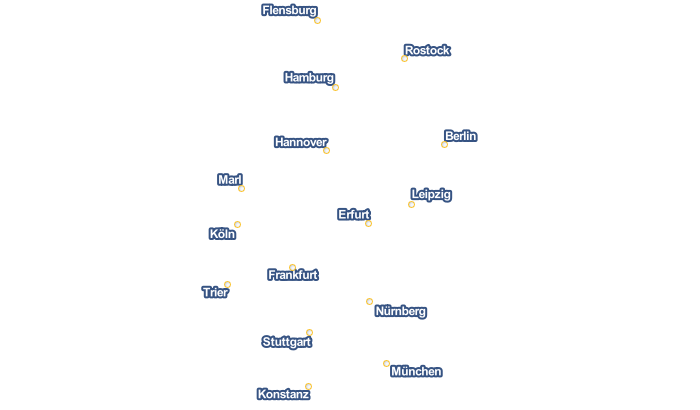 Flensburg
Rostock
Hamburg
Berlin
Hannover
Marl
Leipzig
Erfurt
Köln
Frankfurt
Trier
Nürnberg
Stuttgart
München
Konstanz